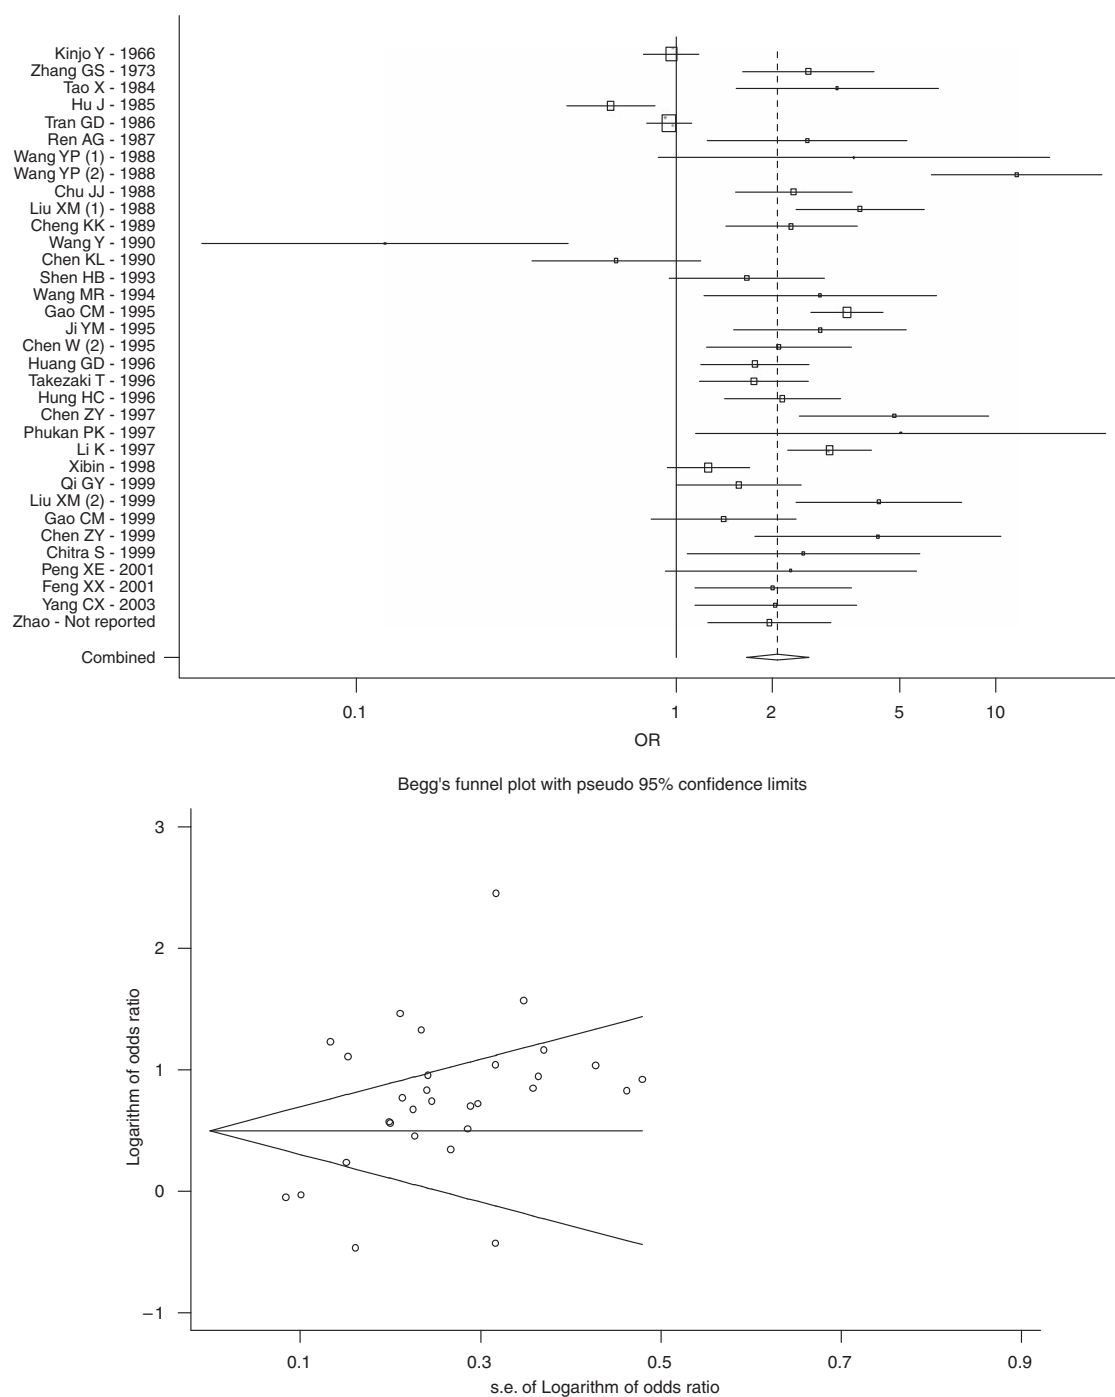 Kinjo Y - 1966
Zhang GS - 1973
Tao X - 1984
Hu J - 1985
Tran GD - 1986
Ren AG - 1987
Wang YP (1) - 1988
Wang YP (2) - 1988
Chu JJ - 1988
Liu XM (1) - 1988
Cheng KK - 1989
Wang Y - 1990
Chen KL - 1990
Shen HB - 1993
Wang MR - 1994
Gao CM - 1995
Ji YM - 1995
Chen W (2) - 1995
Huang GD - 1996
Takezaki T - 1996
Hung HC - 1996
Chen ZY - 1997
Phukan PK - 1997
Li K - 1997
Xibin - 1998
Qi GY - 1999
Liu XM (2) - 1999
Gao CM - 1999
Chen ZY - 1999
Chitra S - 1999
Peng XE - 2001
Feng XX - 2001
Yang CX - 2003
Zhao - Not reported
Combined
0.1 1 2 5 10
OR
Begg's funnel plot with pseudo 95% confidence limits
Logarithm of odds ratio
3
2
1
0
−1
0.1 0.3 0.5 0.7 0.9
s.e. of Logarithm of odds ratio